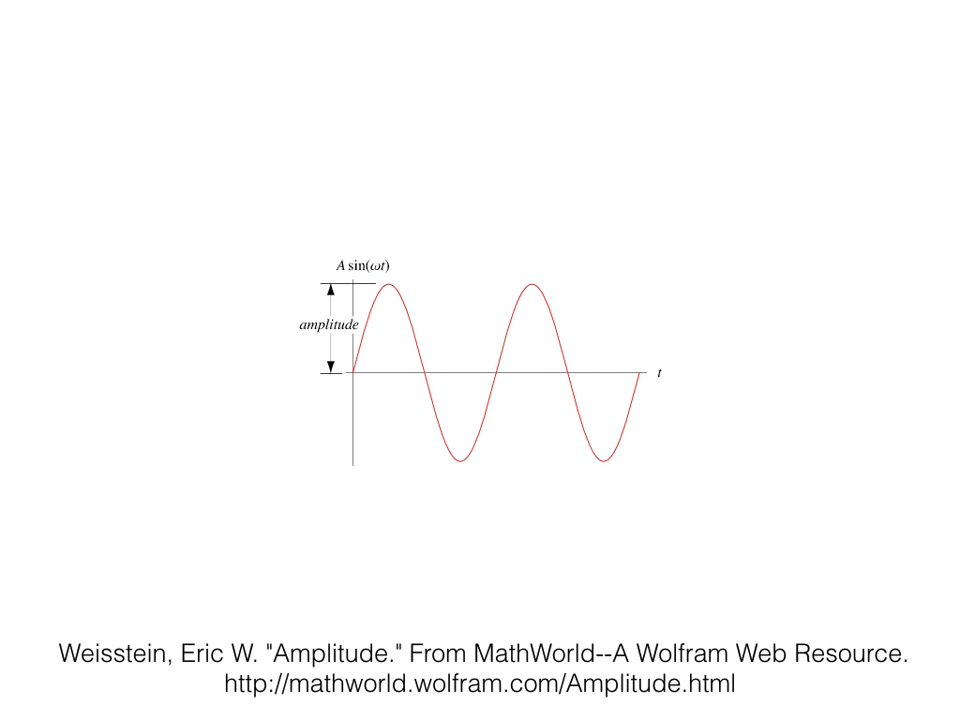 A sin(ωt)
amplitude
t
Weisstein, Eric W. "Amplitude." From MathWorld--A Wolfram Web Resource.
http://mathworld.wolfram.com/Amplitude.html